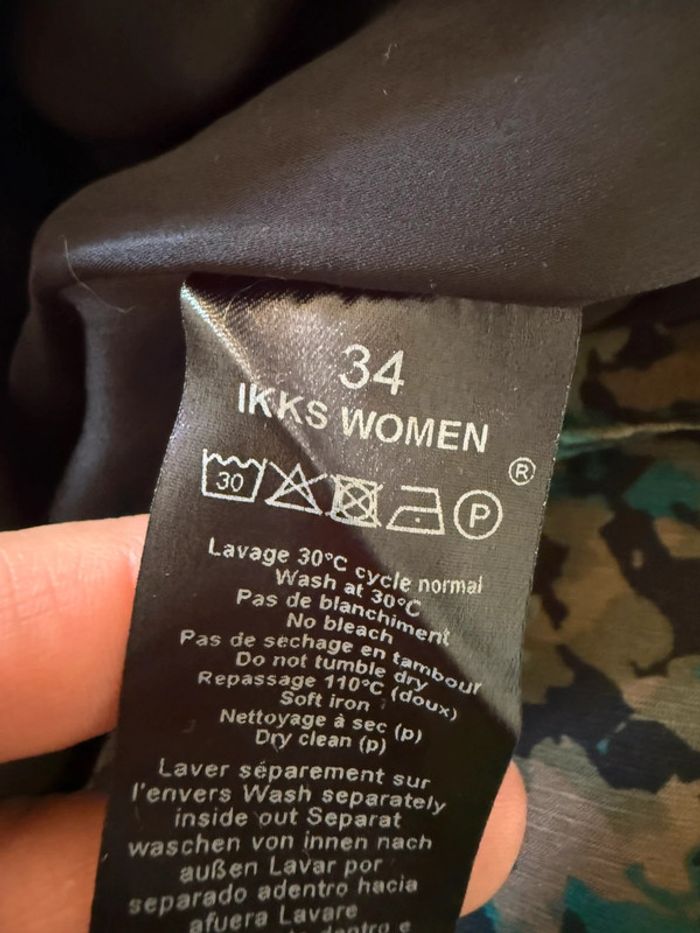 34
IKKS WOMEN
®
30
P
Lavage 30°C cycle normal
Wash at 30°C
Pas de blanchiment
No bleach
Pas de sechage en tambour
Do not tumble dry
Repassage 110°C (doux)
Soft iron
Nettoyage à sec (p)
Dry clean (p)
Laver séparement sur
l'envers Wash separately
inside out Separat
waschen von innen nach
außen Lavar por
separado adentro hacia
afuera Lavare
dentro e